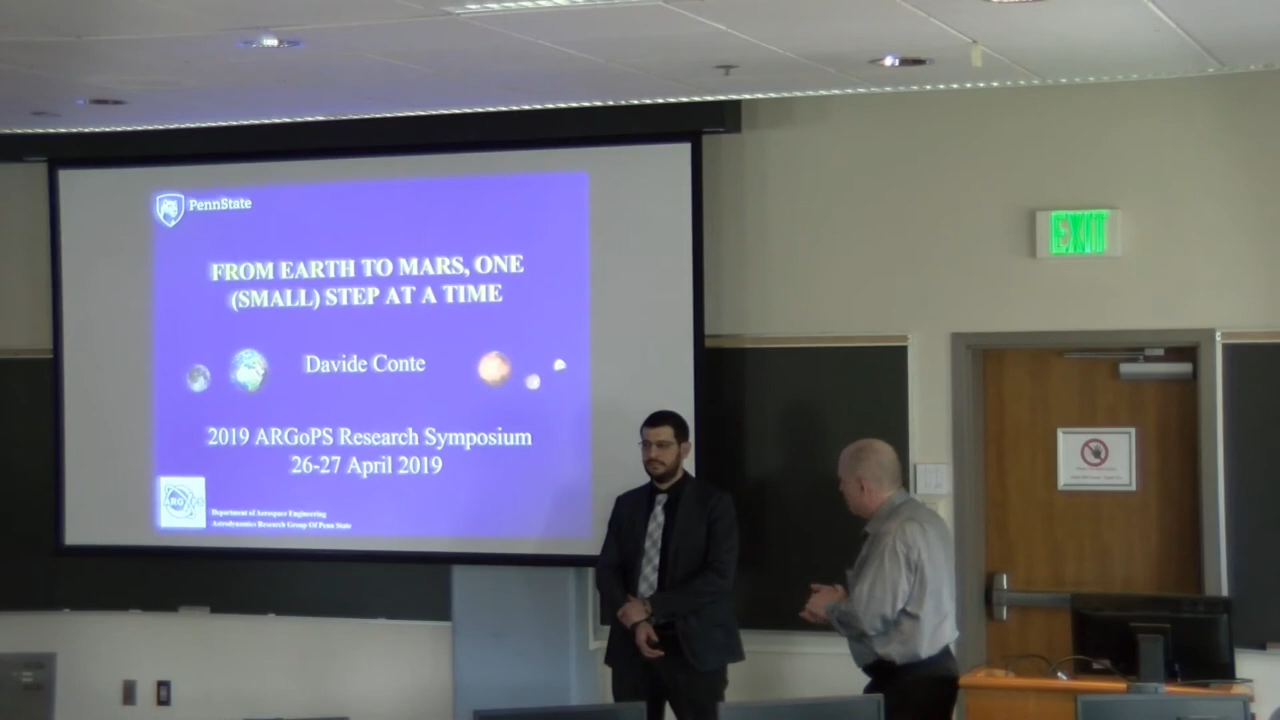 PennState
FROM EARTH TO MARS, ONE
(SMALL) STEP AT A TIME
Davide Conte
2019 ARGoPS Research Symposium
26-27 April 2019
Department of Aerospace Engineering
Astrodynamics Research Group Of Penn State
EXIT